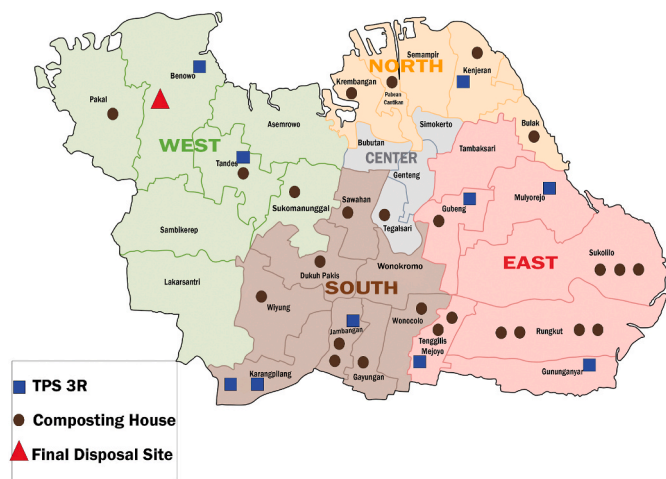 Semampir
NORTH
Kenjeran
Benowo
Krembangan
Pabean
Cantikan
Pakal
Asemrowo
Simokerto
Bulak
WEST
Bubutan
CENTER
Tambaksari
Tandes
Genteng
Sukomanunggal
Sawahan
Gubeng
Mulyorejo
Tegalsari
Sambikerep
Sukolilo
Wonokromo
EAST
Dukuh Pakis
Lakarsantri
SOUTH
Wiyung
Jambangan
Wonocolo
Rungkut
Tenggilis
Mejoyo
Karangpilang
Gayungan
Gununganyar
TPS 3R
Composting House
Final Disposal Site